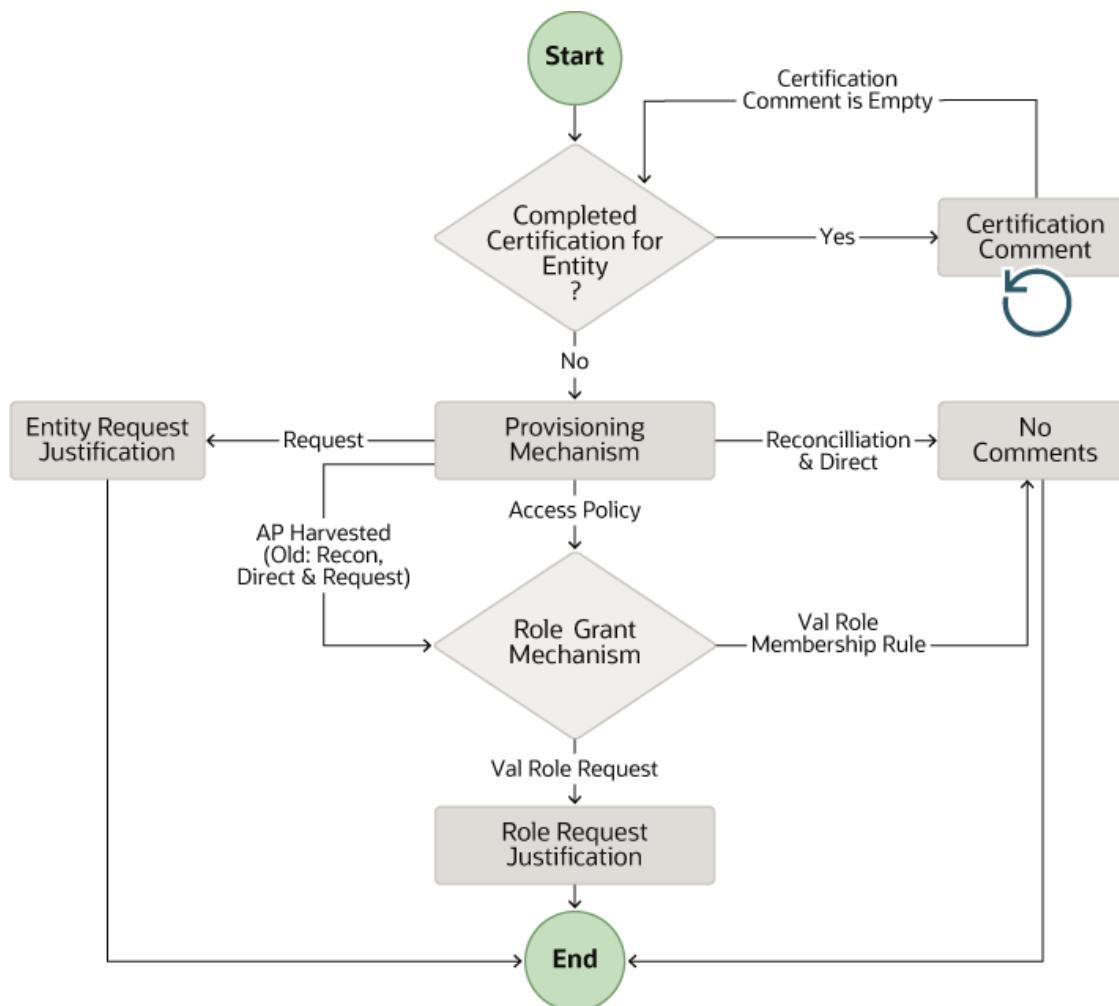 Start
Certification
Comment is Empty
Completed
Certification for
Entity
?
Yes
Certification
Comment
No
Entity Request
Justification
Request
Provisioning
Mechanism
Reconcilliation
& Direct
No
Comments
Access Policy
AP Harvested
(Old: Recon,
Direct & Request)
Role Grant
Mechanism
Val Role
Membership Rule
Val Role Request
Role Request
Justification
End